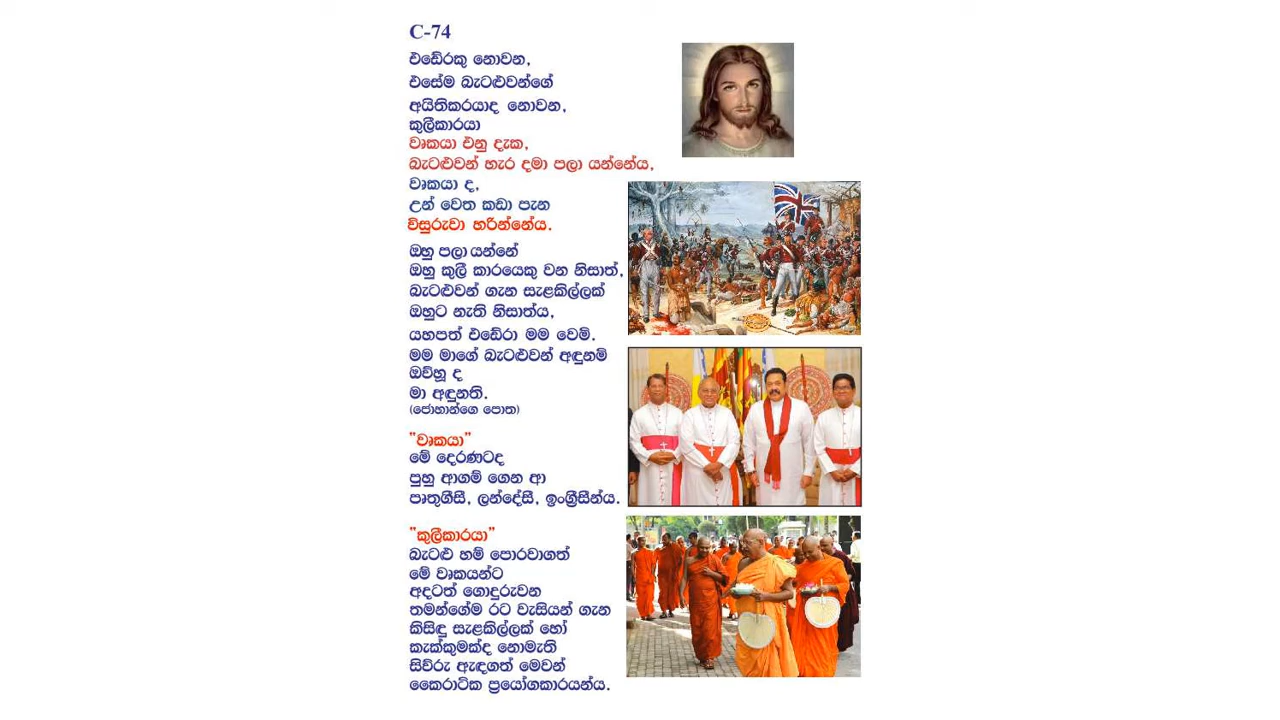 C-74
එඬේරකු නොවන,
එසේම බැටළුවන්ගේ
අයිතිකරයාද නොවන,
කුලීකාරයා
වෘකයා එනු දැක,
බැටළුවන් හැර දමා පලා යන්නේය,
වෘකයා ද,
උන් වෙත කඩා පැන
විසුරුවා හරින්නේය.
ඔහු පලා යන්නේ
ඔහු කුලී කාරයෙකු වන නිසාත්,
බැටළුවන් ගැන සැළකිල්ලක්
ඔහුට නැති නිසාත්ය,
යහපත් එඬේරා මම වෙමි.
මම මාගේ බැටළුවන් අඳුනමි
ඔව්හූ ද
මා අඳුනති.
(ජොහාන්ගෙ පොත)
"වෘකයා"
මේ දෙරණටද
පුහු ආගම් ගෙන ආ
පෘතුගීසී, ලන්දේසී, ඉංග්‍රීසීන්ය.
"කුලීකාරයා"
බැටළු හම් පොරවාගත්
මේ වෘකයන්ට
අදටත් ගොදුරුවන
තමන්ගේම රට වැසියන් ගැන
කිසිඳු සැළකිල්ලක් හෝ
කැක්කුමක්ද නොමැති
සිව්රු ඇඳගත් මෙවන්
කෛරාටික ප්‍රයෝගකාරයන්ය.